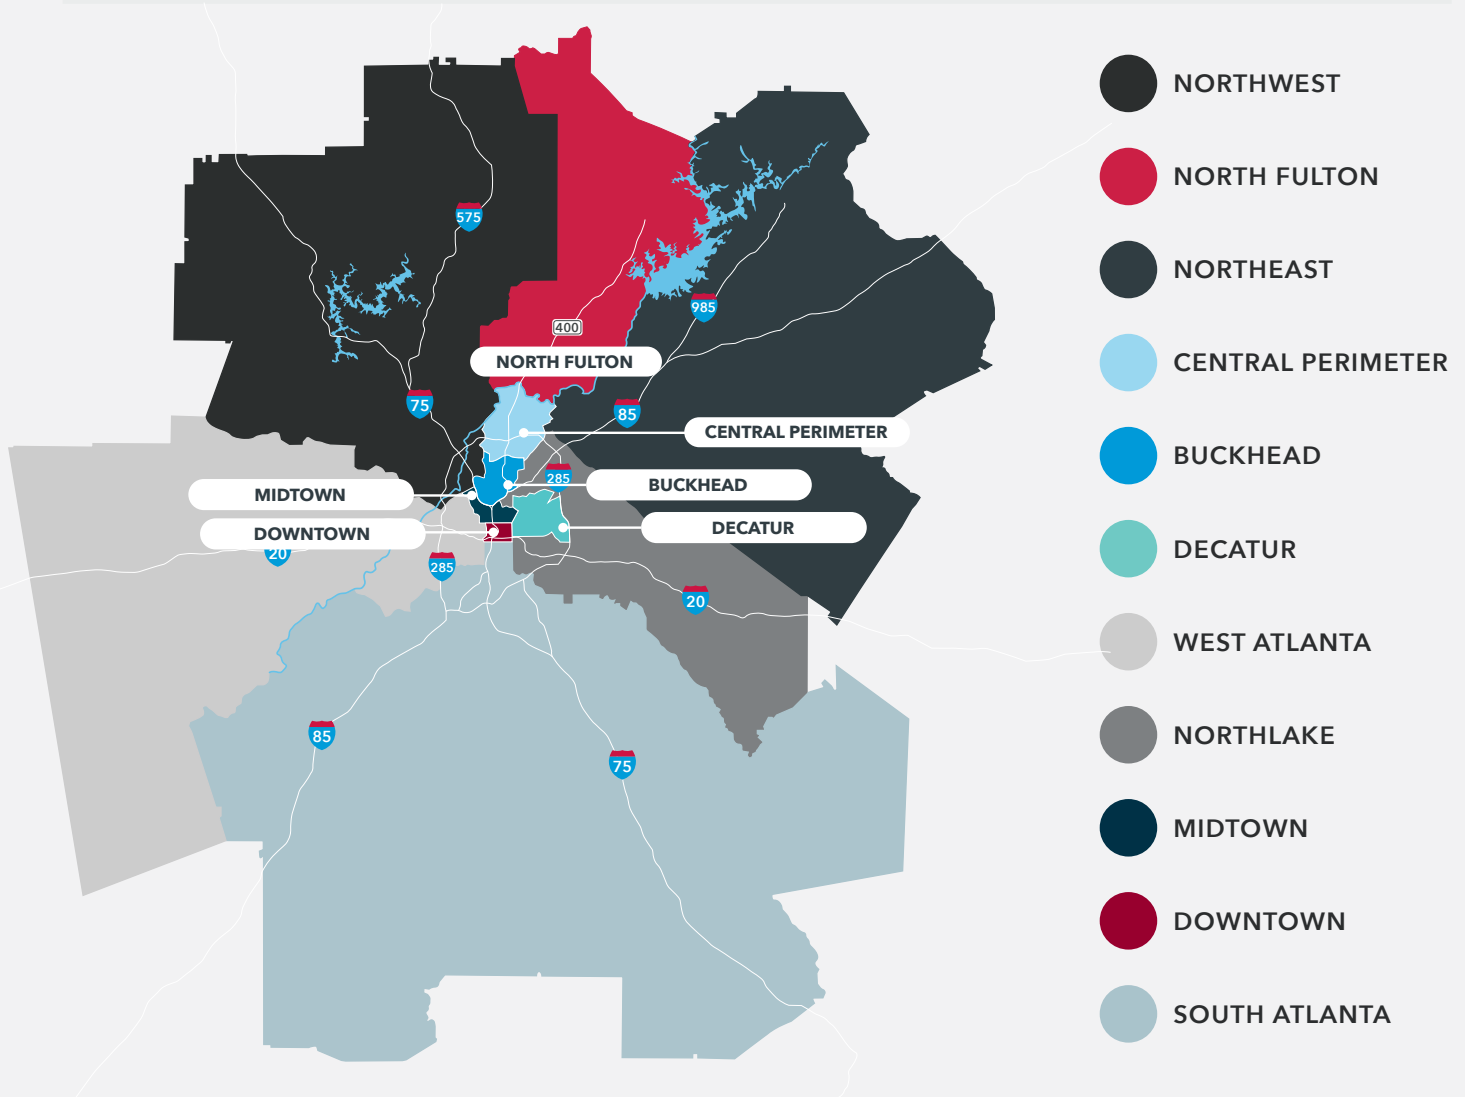 575
985
400
NORTH FULTON
75
85
CENTRAL PERIMETER
285
BUCKHEAD
MIDTOWN
DECATUR
DOWNTOWN
20
285
20
85
75
NORTHWEST
NORTH FULTON
NORTHEAST
CENTRAL PERIMETER
BUCKHEAD
DECATUR
WEST ATLANTA
NORTHLAKE
MIDTOWN
DOWNTOWN
SOUTH ATLANTA